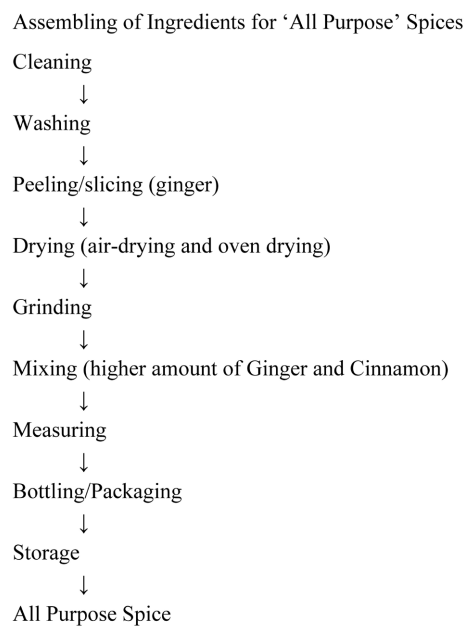 Assembling of Ingredients for ‘All Purpose’ Spices
Cleaning
↓
Washing
↓
Peeling/slicing (ginger)
↓
Drying (air-drying and oven drying)
↓
Grinding
↓
Mixing (higher amount of Ginger and Cinnamon)
↓
Measuring
↓
Bottling/Packaging
↓
Storage
↓
All Purpose Spice